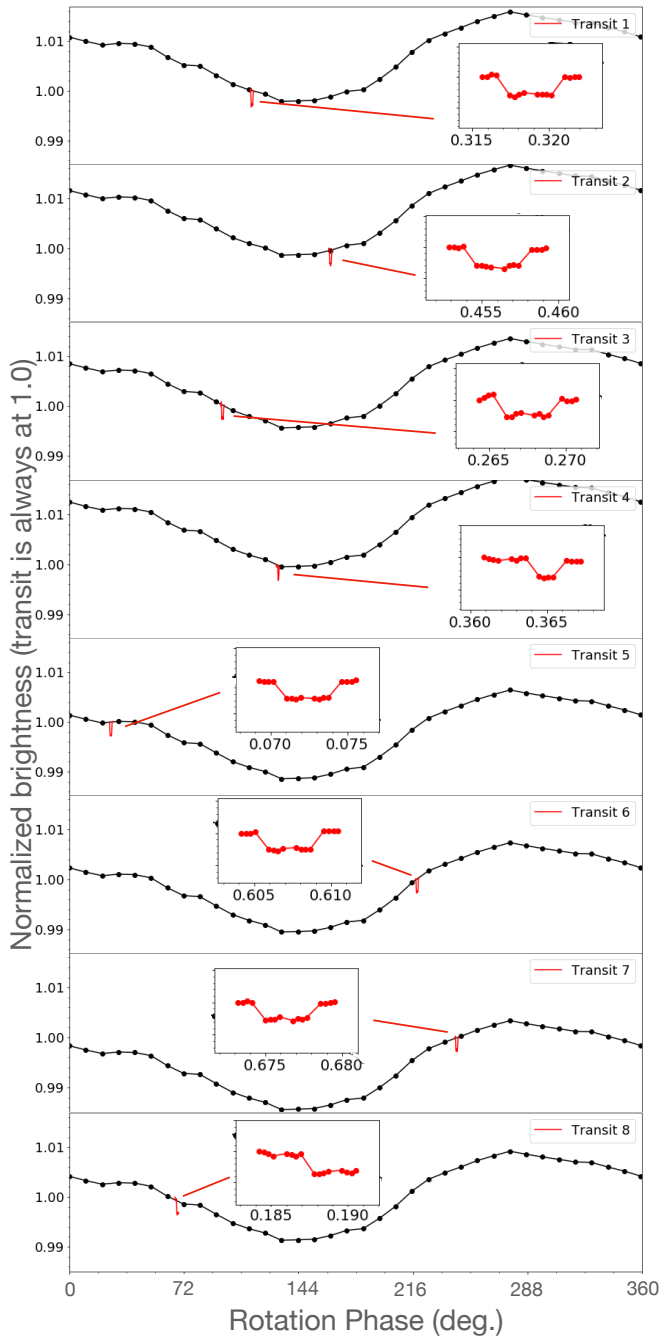 Normalized brightness (transit is always at 1.0)
Transit 1
1.01
1.00
0.99
0.315 0.320
Transit 2
1.01
1.00
0.99
0.455 0.460
Transit 3
1.01
1.00
0.99
0.265 0.270
Transit 4
1.01
1.00
0.99
0.360 0.365
Transit 5
1.01
1.00
0.99
0.070 0.075
Transit 6
1.01
1.00
0.99
0.605 0.610
Transit 7
1.01
1.00
0.99
0.675 0.680
Transit 8
1.01
1.00
0.99
0.185 0.190
0 72 144 216 288 360
Rotation Phase (deg.)